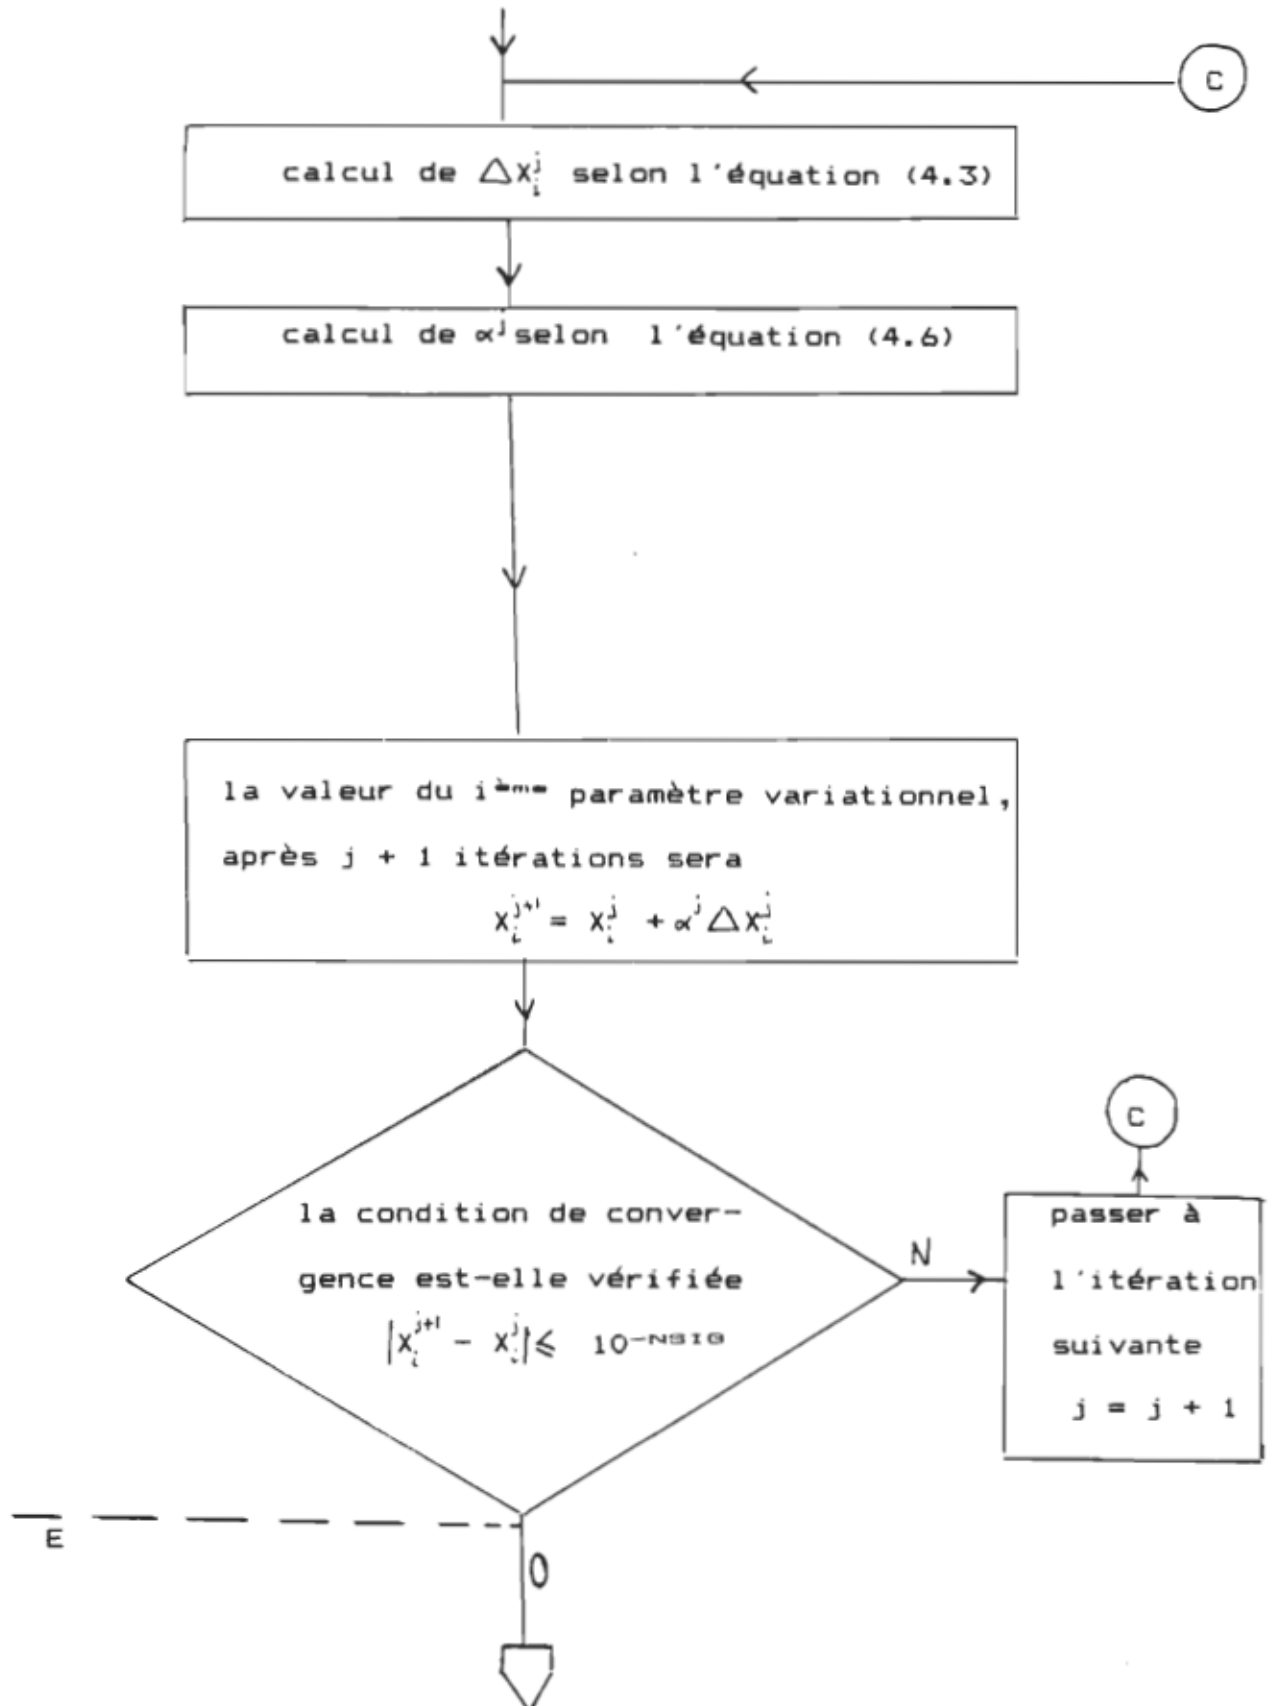 C
calcul de △X_i^j selon l'équation (4.3)
calcul de α^j selon l'équation (4.6)
la valeur du i^ème paramètre variationnel,
après j + 1 itérations sera
X_i^{j+1} = X_i^j + α^j △X_i^j
C
la condition de conver-
gence est-elle vérifiée
|X_i^{j+1} - X_i^j| ⩽ 10^{-NSIG}
N
passer à
l'itération
suivante
j = j + 1
E
O